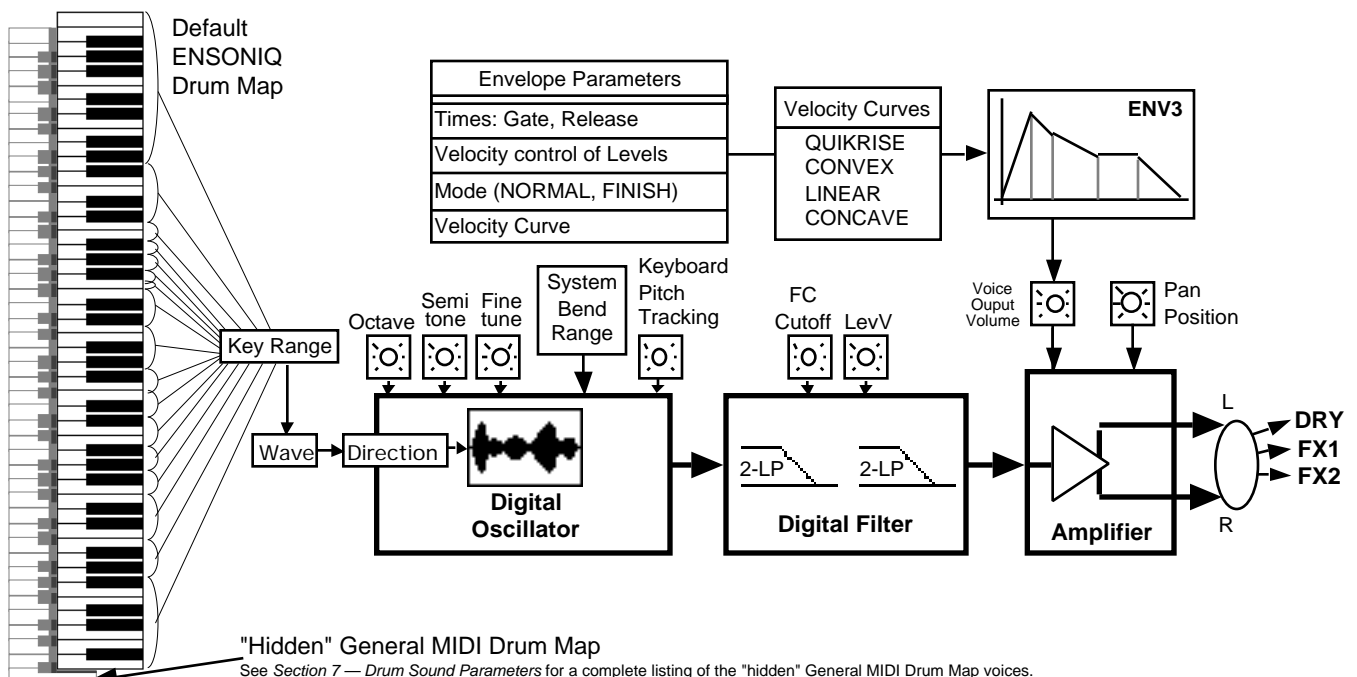 Default
ENSONIQ
Drum Map
Envelope Parameters
Times: Gate, Release
Velocity control of Levels
Mode (NORMAL, FINISH)
Velocity Curve
Velocity Curves
QUIKRISE
CONVEX
LINEAR
CONCAVE
ENV3
Key Range
Octave
Semi
tone
Fine
tune
System
Bend
Range
Keyboard
Pitch
Tracking
FC
Cutoff
LevV
Voice
Ouput
Volume
Pan
Position
Wave
Direction
Digital
Oscillator
2-LP
2-LP
Digital Filter
Amplifier
L
R
DRY
FX1
FX2
"Hidden" General MIDI Drum Map
See Section 7 — Drum Sound Parameters for a complete listing of the "hidden" General MIDI Drum Map voices.